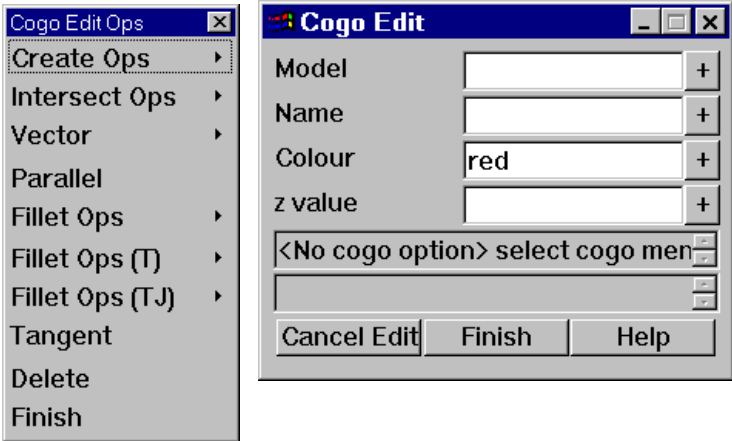 Cogo Edit Ops
Create Ops
Intersect Ops
Vector
Parallel
Fillet Ops
Fillet Ops (T)
Fillet Ops (TJ)
Tangent
Delete
Finish
Cogo Edit
Model +
Name +
Colour red +
z value +
<No cogo option> select cogo men
Cancel Edit Finish Help